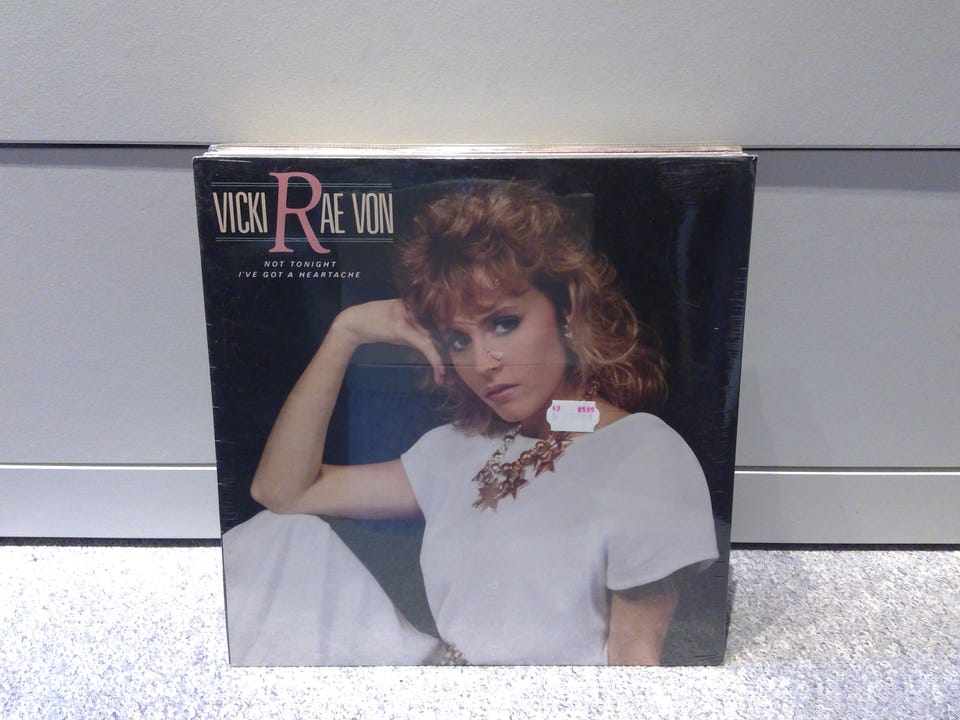 VICKI RAE VON
NOT TONIGHT
I'VE GOT A HEARTACHE